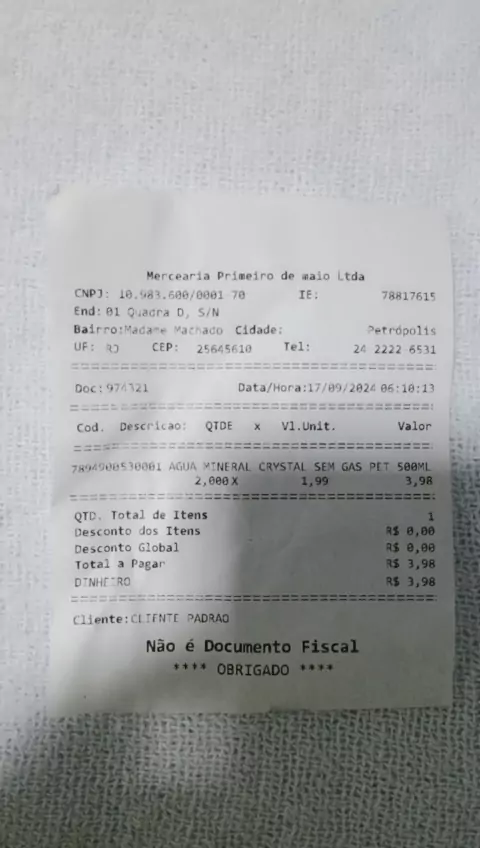 Mercearia Primeiro de maio Ltda
CNPJ: 10.983.600/0001 70 IE: 78817615
End: 01 Quadra D, S/N
Bairro:Madame Machado Cidade: Petrópolis
UF: RJ CEP: 25645610 Tel: 24 2222 6531
Doc: 974321 Data/Hora:17/09/2024 06:10:13
Cod. Descricao: QTDE x Vl.Unit. Valor
7894900530001 AGUA MINERAL CRYSTAL SEM GAS PET 500ML
2,000X 1,99 3,98
QTD. Total de Itens 1
Desconto dos Itens R$ 0,00
Desconto Global R$ 0,00
Total a Pagar R$ 3,98
DINHEIRO R$ 3,98
Cliente:CLIENTE PADRAO
Não é Documento Fiscal
**** OBRIGADO ****